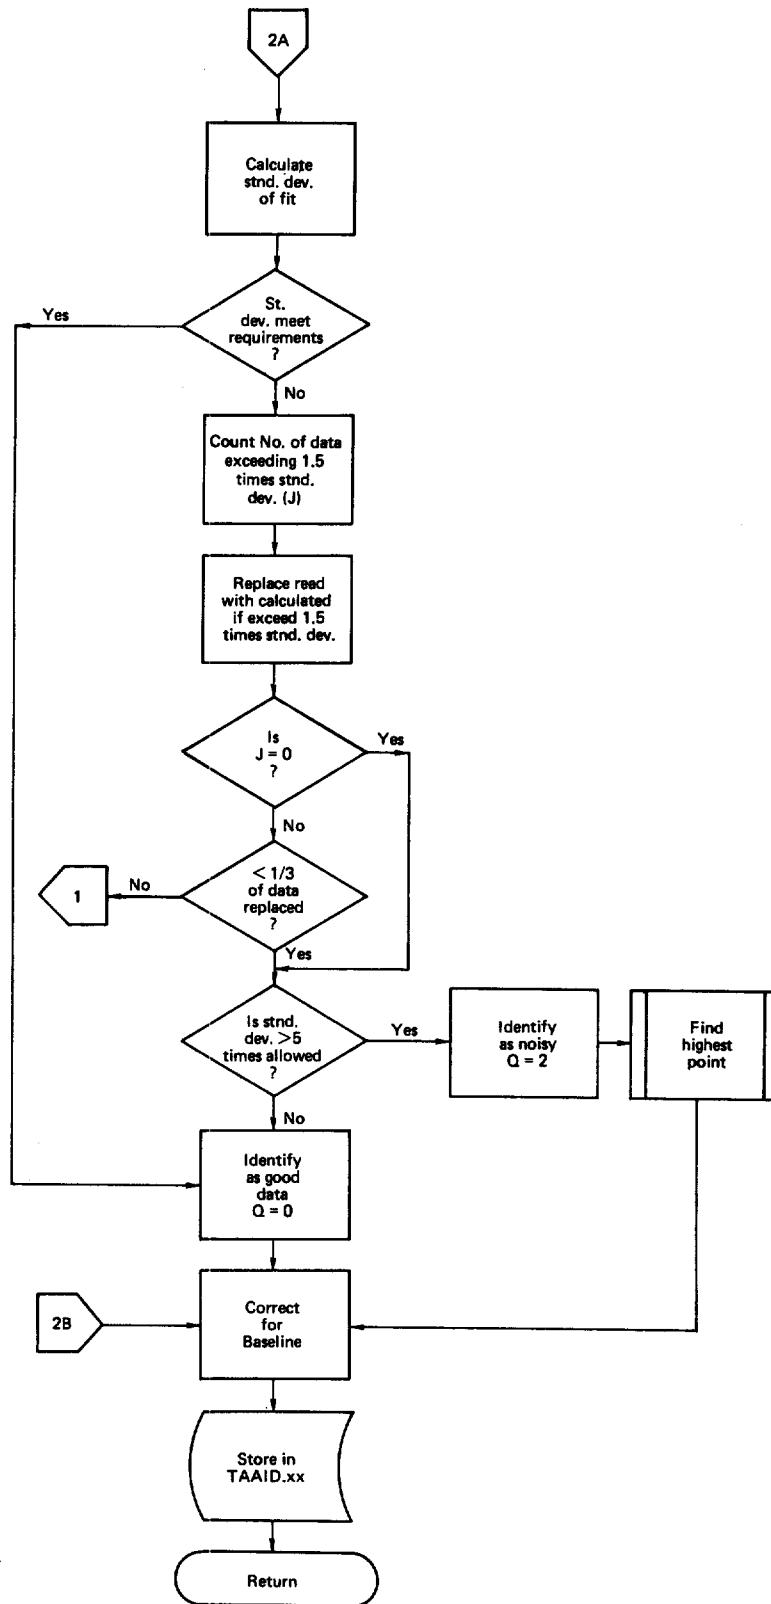 2A
Calculate
stnd. dev.
of fit
St.
dev. meet
requirements
?
Yes
No
Count No. of data
exceeding 1.5
times stnd.
dev. (J)
Replace read
with calculated
if exceed 1.5
times stnd. dev.
Is
J = 0
?
Yes
No
< 1/3
of data
replaced
?
No
1
Yes
Is stnd.
dev. >5
times allowed
?
Yes
Identify
as noisy
Q = 2
Find
highest
point
No
Identify
as good
data
Q = 0
2B
Correct
for
Baseline
Store in
TAAID.xx
Return